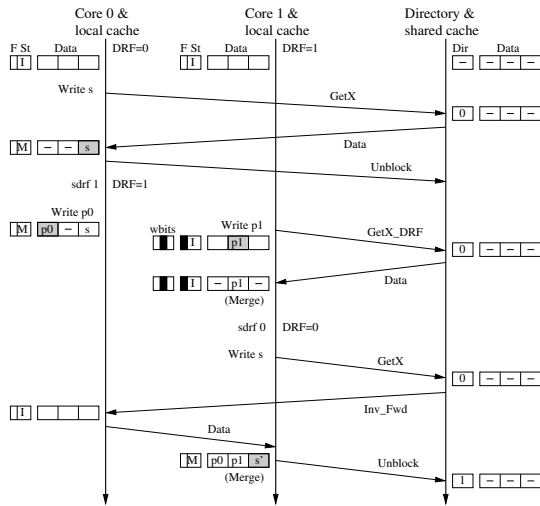 Core 0 & local cache
Core 1 & local cache
Directory & shared cache
F St Data DRF=0
F St Data DRF=1
Dir Data
I
I
– – – –
Write s
GetX
0 – – –
Data
M – – s
Unblock
sdrf 1 DRF=1
Write p0
M p0 – s
wbits
Write p1
I p1
GetX_DRF
0 – – –
Data
I – p1 –
(Merge)
sdrf 0 DRF=0
Write s
GetX
0 – – –
Inv_Fwd
I
Data
M p0 p1 s'
(Merge)
Unblock
1 – – –